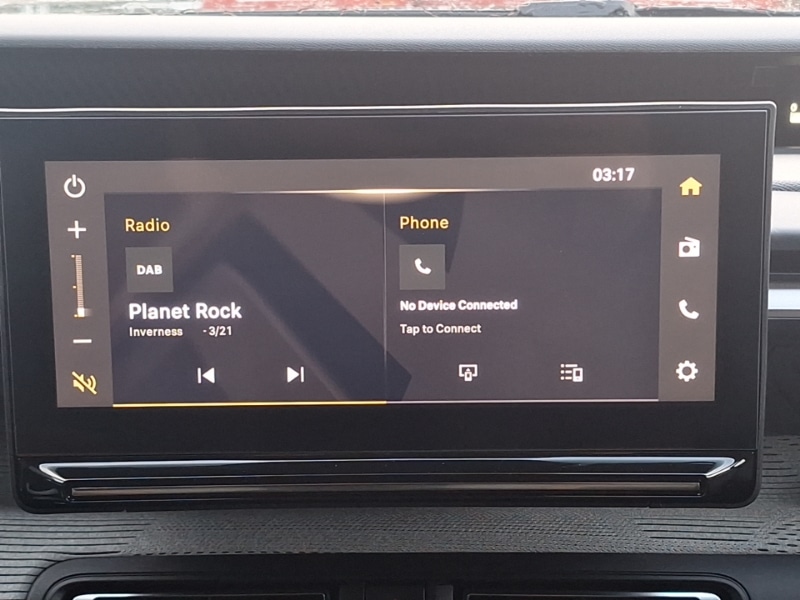 03:17
Radio
DAB
Planet Rock
Inverness - 3/21
Phone
No Device Connected
Tap to Connect